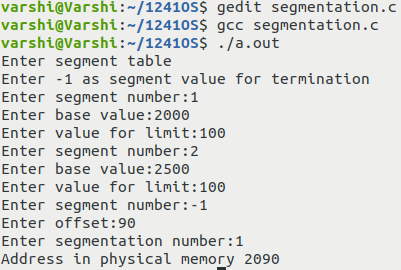 varshi@Varshi:~/1241OS$ gedit segmentation.c
varshi@Varshi:~/1241OS$ gcc segmentation.c
varshi@Varshi:~/1241OS$ ./a.out
Enter segment table
Enter -1 as segment value for termination
Enter segment number:1
Enter base value:2000
Enter value for limit:100
Enter segment number:2
Enter base value:2500
Enter value for limit:100
Enter segment number:-1
Enter offset:90
Enter segmentation number:1
Address in physical memory 2090